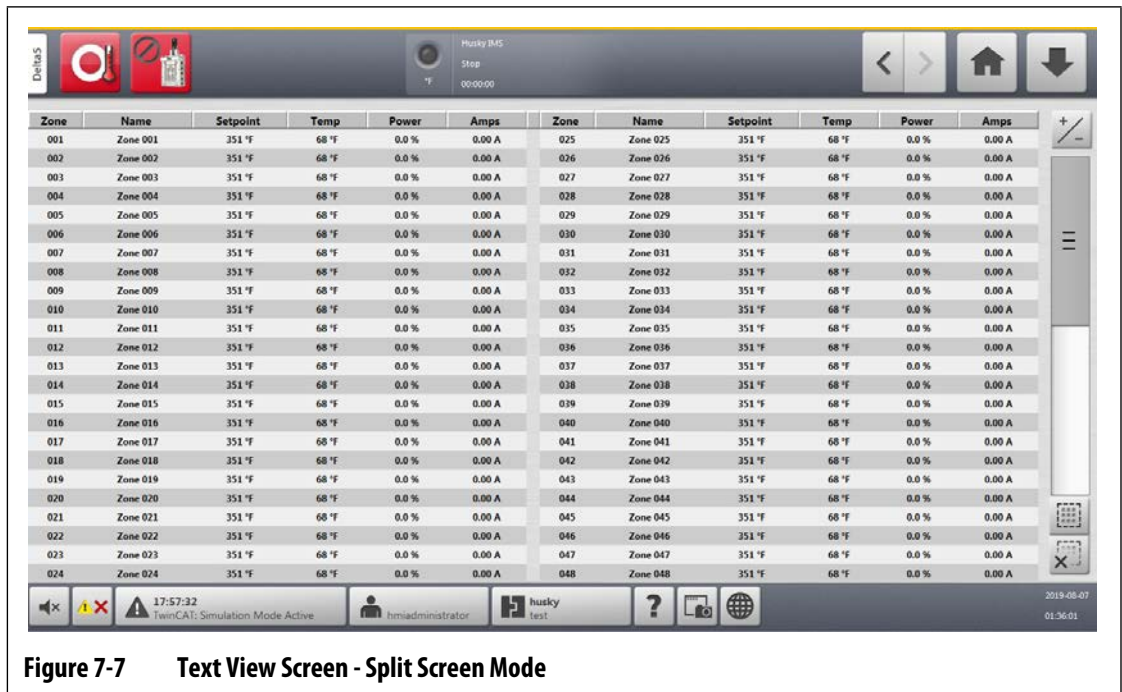 DeltaS
°F
Husky IMS
Stop
00:00:00
Zone Name Setpoint Temp Power Amps Zone Name Setpoint Temp Power Amps
001 Zone 001 351 °F 68 °F 0.0 % 0.00 A 025 Zone 025 351 °F 68 °F 0.0 % 0.00 A
002 Zone 002 351 °F 68 °F 0.0 % 0.00 A 026 Zone 026 351 °F 68 °F 0.0 % 0.00 A
003 Zone 003 351 °F 68 °F 0.0 % 0.00 A 027 Zone 027 351 °F 68 °F 0.0 % 0.00 A
004 Zone 004 351 °F 68 °F 0.0 % 0.00 A 028 Zone 028 351 °F 68 °F 0.0 % 0.00 A
005 Zone 005 351 °F 68 °F 0.0 % 0.00 A 029 Zone 029 351 °F 68 °F 0.0 % 0.00 A
006 Zone 006 351 °F 68 °F 0.0 % 0.00 A 030 Zone 030 351 °F 68 °F 0.0 % 0.00 A
007 Zone 007 351 °F 68 °F 0.0 % 0.00 A 031 Zone 031 351 °F 68 °F 0.0 % 0.00 A
008 Zone 008 351 °F 68 °F 0.0 % 0.00 A 032 Zone 032 351 °F 68 °F 0.0 % 0.00 A
009 Zone 009 351 °F 68 °F 0.0 % 0.00 A 033 Zone 033 351 °F 68 °F 0.0 % 0.00 A
010 Zone 010 351 °F 68 °F 0.0 % 0.00 A 034 Zone 034 351 °F 68 °F 0.0 % 0.00 A
011 Zone 011 351 °F 68 °F 0.0 % 0.00 A 035 Zone 035 351 °F 68 °F 0.0 % 0.00 A
012 Zone 012 351 °F 68 °F 0.0 % 0.00 A 036 Zone 036 351 °F 68 °F 0.0 % 0.00 A
013 Zone 013 351 °F 68 °F 0.0 % 0.00 A 037 Zone 037 351 °F 68 °F 0.0 % 0.00 A
014 Zone 014 351 °F 68 °F 0.0 % 0.00 A 038 Zone 038 351 °F 68 °F 0.0 % 0.00 A
015 Zone 015 351 °F 68 °F 0.0 % 0.00 A 039 Zone 039 351 °F 68 °F 0.0 % 0.00 A
016 Zone 016 351 °F 68 °F 0.0 % 0.00 A 040 Zone 040 351 °F 68 °F 0.0 % 0.00 A
017 Zone 017 351 °F 68 °F 0.0 % 0.00 A 041 Zone 041 351 °F 68 °F 0.0 % 0.00 A
018 Zone 018 351 °F 68 °F 0.0 % 0.00 A 042 Zone 042 351 °F 68 °F 0.0 % 0.00 A
019 Zone 019 351 °F 68 °F 0.0 % 0.00 A 043 Zone 043 351 °F 68 °F 0.0 % 0.00 A
020 Zone 020 351 °F 68 °F 0.0 % 0.00 A 044 Zone 044 351 °F 68 °F 0.0 % 0.00 A
021 Zone 021 351 °F 68 °F 0.0 % 0.00 A 045 Zone 045 351 °F 68 °F 0.0 % 0.00 A
022 Zone 022 351 °F 68 °F 0.0 % 0.00 A 046 Zone 046 351 °F 68 °F 0.0 % 0.00 A
023 Zone 023 351 °F 68 °F 0.0 % 0.00 A 047 Zone 047 351 °F 68 °F 0.0 % 0.00 A
024 Zone 024 351 °F 68 °F 0.0 % 0.00 A 048 Zone 048 351 °F 68 °F 0.0 % 0.00 A
17:57:32
TwinCAT: Simulation Mode Active
hmiadministrator
husky
test
?
2019-08-07
01:36:01
Figure 7-7 Text View Screen - Split Screen Mode